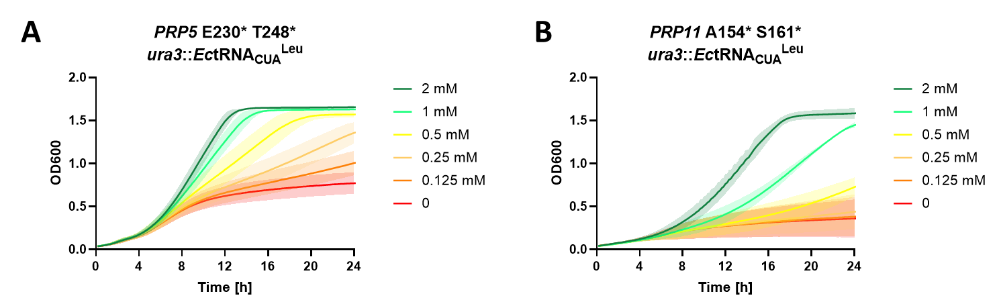 A
PRP5 E230* T248*
ura3::EctRNACUALeu
2.0
1.5
1.0
0.5
0.0
OD600
0 4 8 12 16 20 24
Time [h]
2 mM
1 mM
0.5 mM
0.25 mM
0.125 mM
0
B
PRP11 A154* S161*
ura3::EctRNACUALeu
2.0
1.5
1.0
0.5
0.0
OD600
0 4 8 12 16 20 24
Time [h]
2 mM
1 mM
0.5 mM
0.25 mM
0.125 mM
0